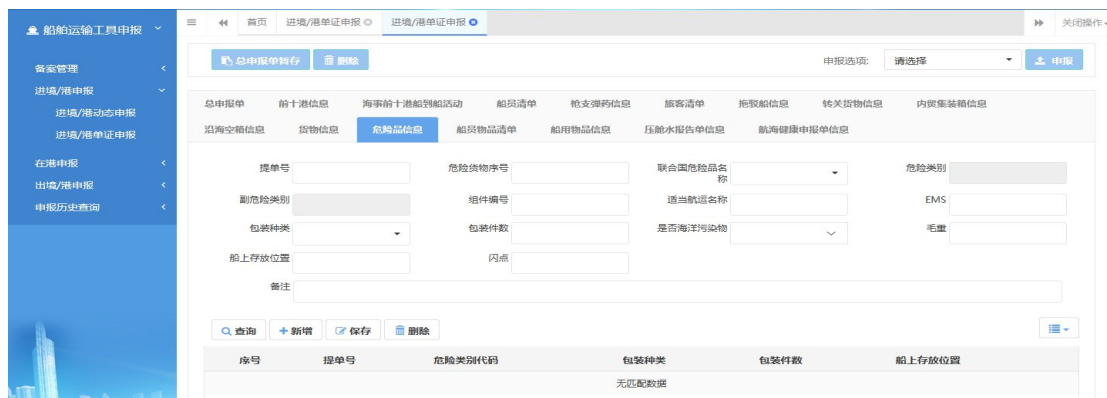 船舶运输工具申报
备案管理
进境/港申报
进境/港动态申报
进境/港单证申报
在港申报
出境/港申报
申报历史查询
首页 进境/港单证申报 进境/港单证申报 关闭操作
总申报单暂存 删除 申报选项: 请选择 申报
总申报单 前十港信息 海事前十港船到船活动 船员清单 枪支弹药信息 旅客清单 拖驳船信息 转关货物信息 内贸集装箱信息
沿海空箱信息 货物信息 危险品信息 船员物品清单 船用物品信息 压舱水报告单信息 航海健康申报单信息
提单号 危险货物序号 联合国危险品名称 危险类别
副危险类别 组件编号 适当航运名称 EMS
包装种类 包装件数 是否海洋污染物 毛重
船上存放位置 闪点
备注
查询 新增 保存 删除
序号 提单号 危险类别代码 包装种类 包装件数 船上存放位置
无匹配数据